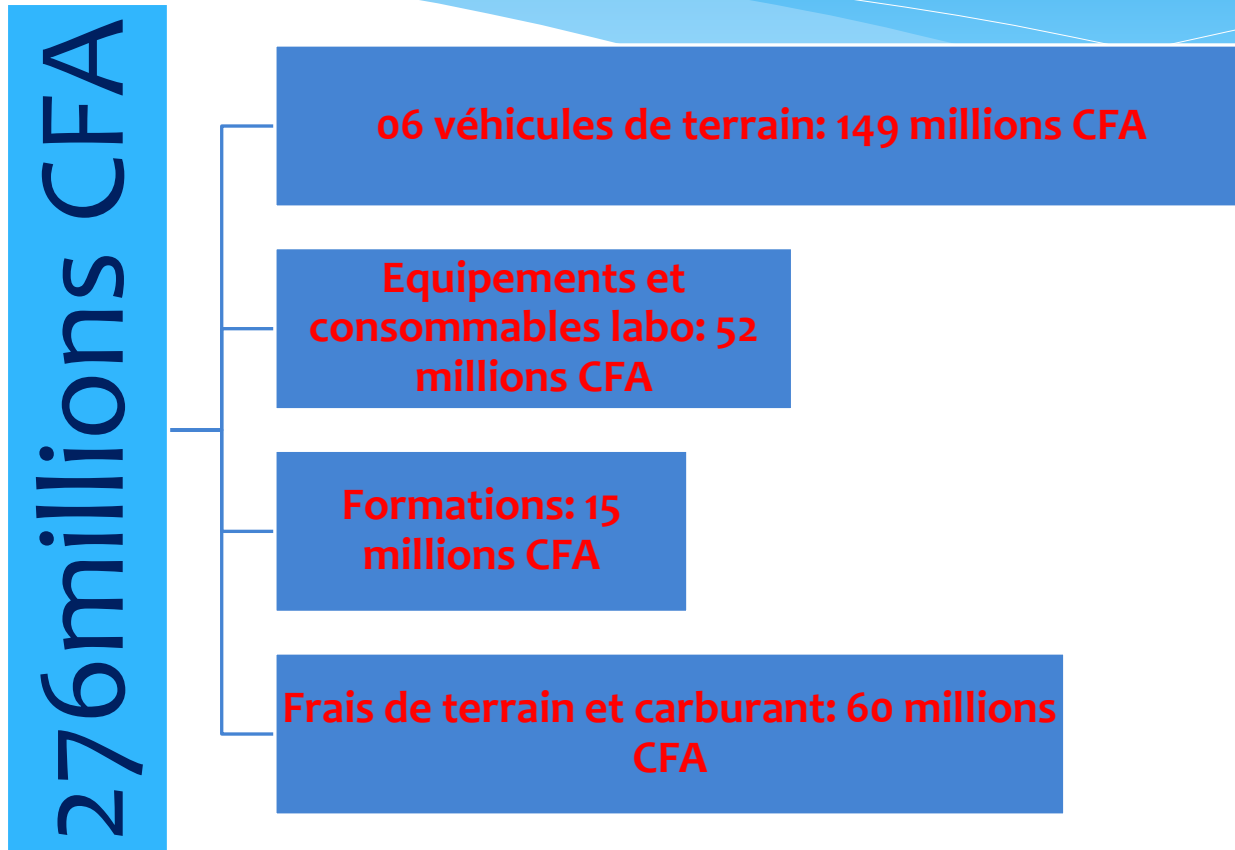 276millions CFA
06 véhicules de terrain: 149 millions CFA
Equipements et
consommables labo: 52
millions CFA
Formations: 15
millions CFA
Frais de terrain et carburant: 60 millions
CFA